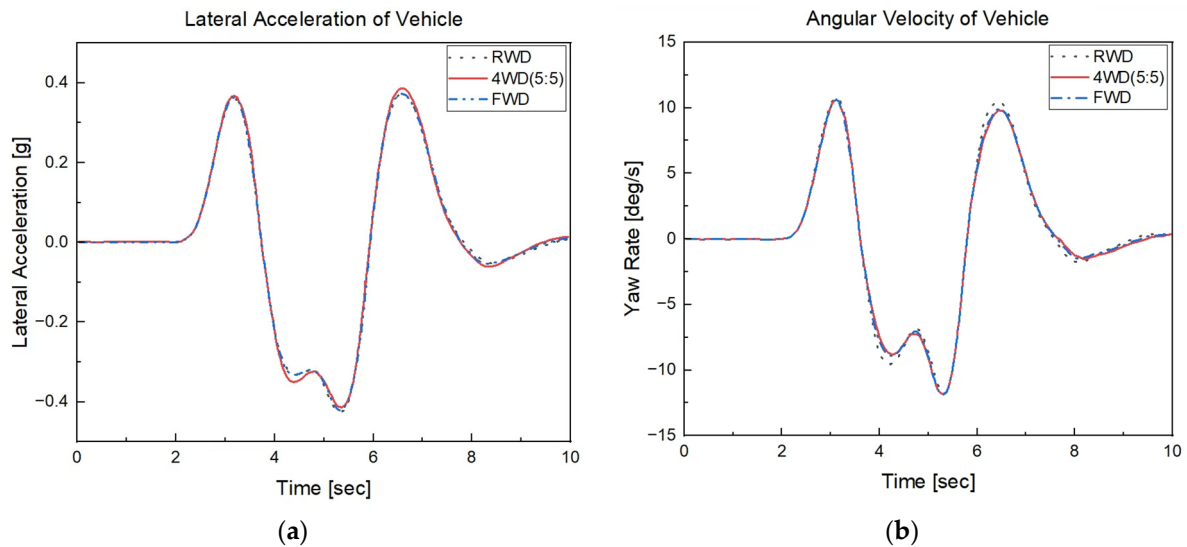 Lateral Acceleration of Vehicle
RWD
4WD(5:5)
FWD
0.4
0.2
0.0
−0.2
−0.4
Lateral Acceleration [g]
0 2 4 6 8 10
Time [sec]
(a)
Angular Velocity of Vehicle
RWD
4WD(5:5)
FWD
15
10
5
0
−5
−10
−15
Yaw Rate [deg/s]
0 2 4 6 8 10
Time [sec]
(b)